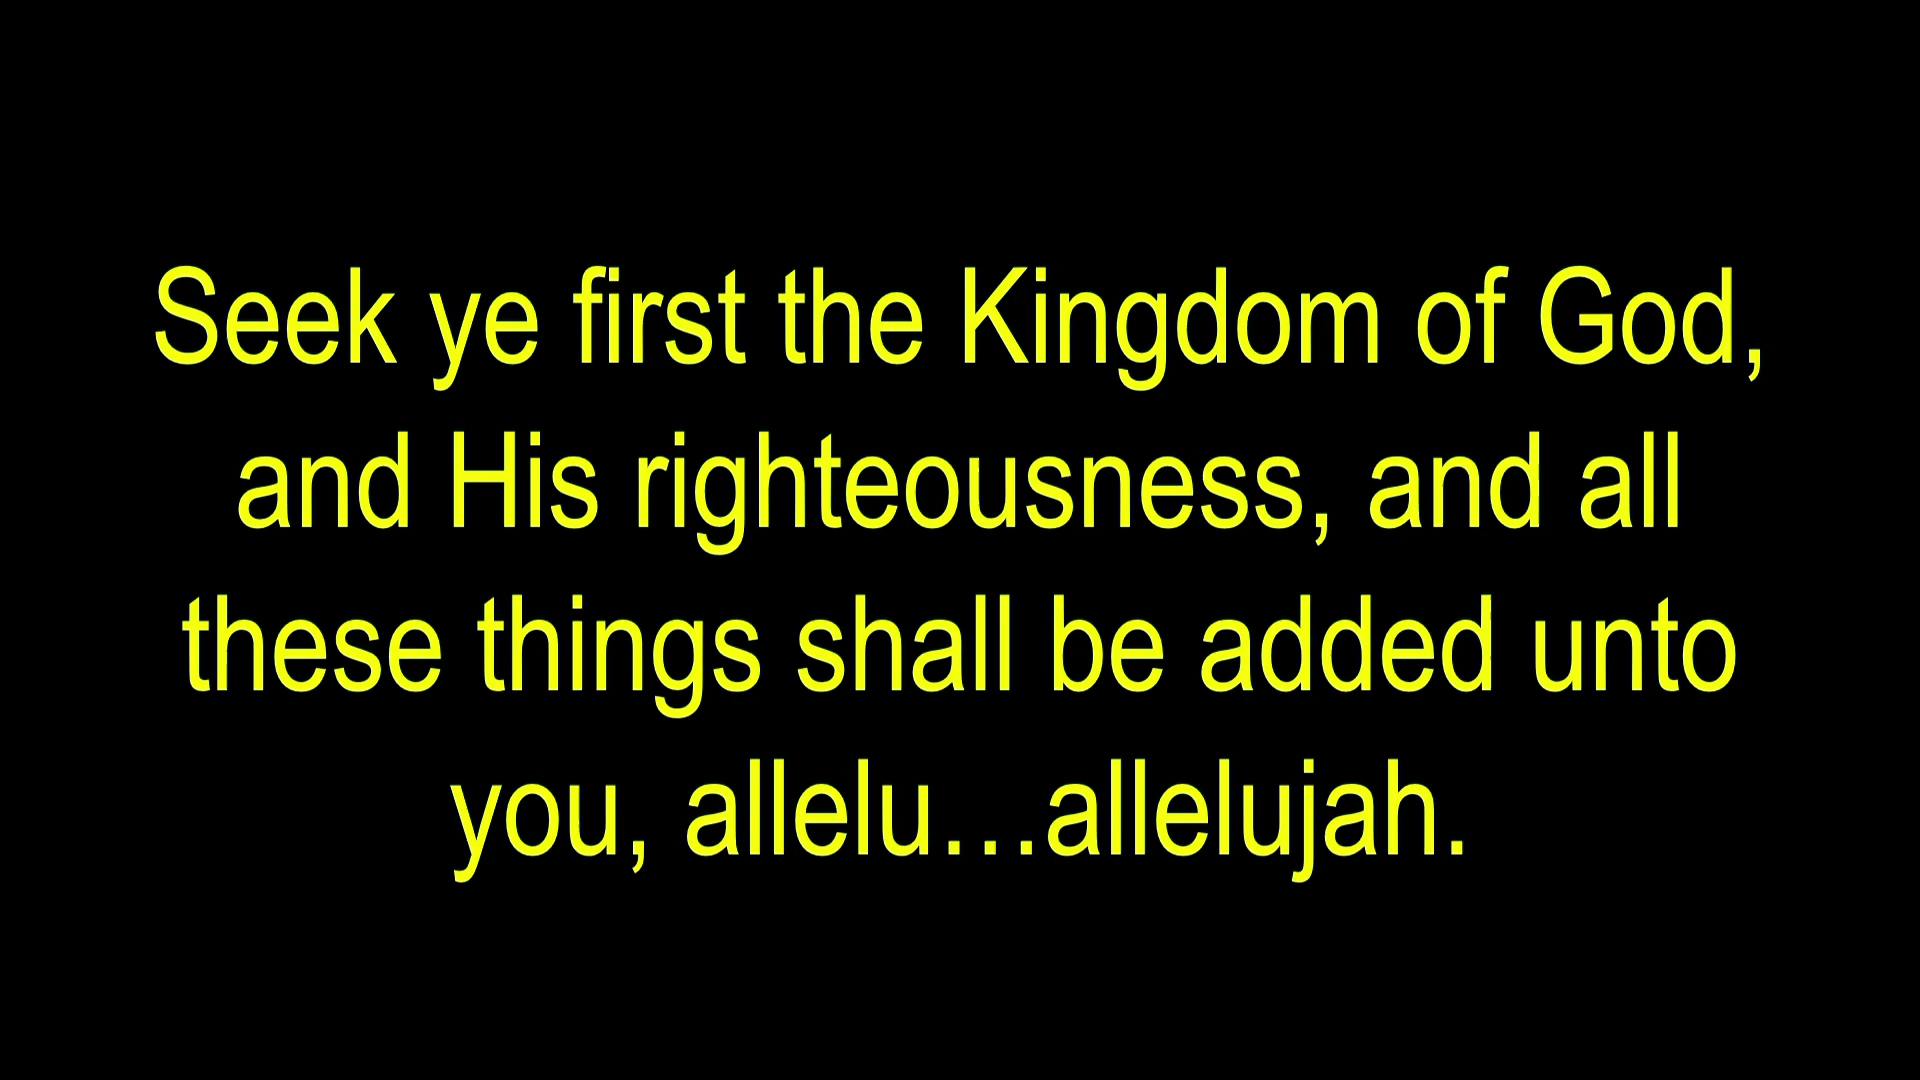 Seek ye first the Kingdom of God,
and His righteousness, and all
these things shall be added unto
you, allelu…allelujah.